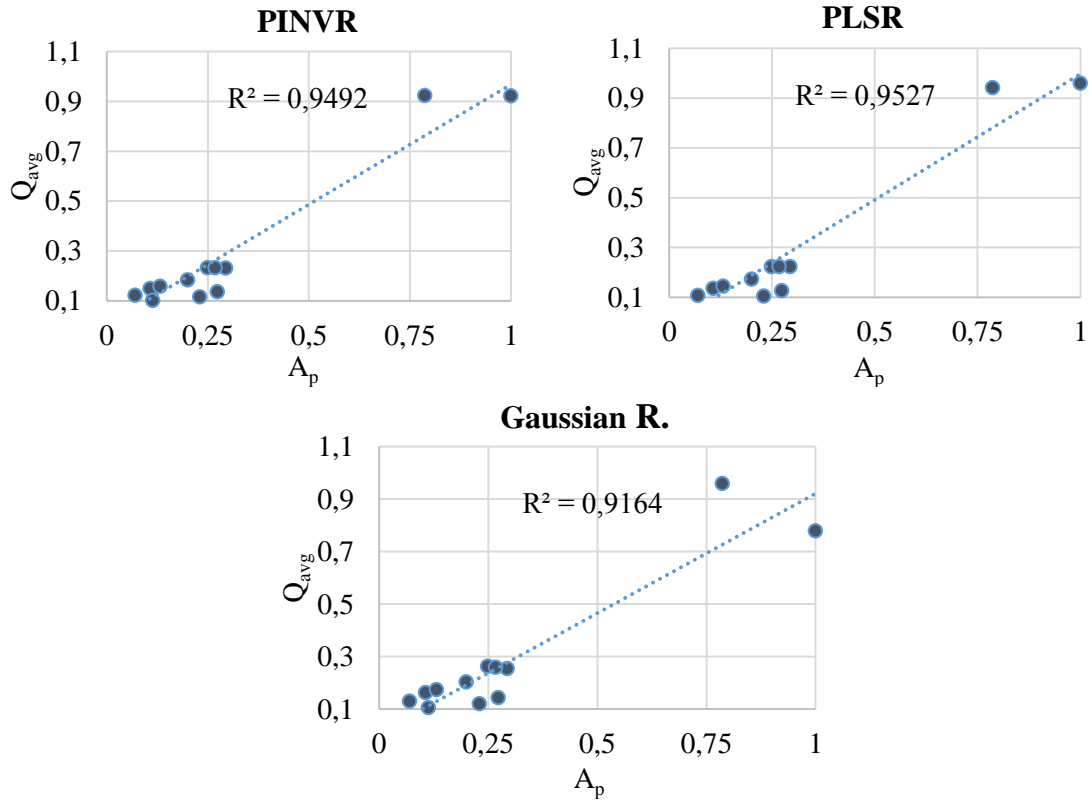 PINVR
1,1
0,9
0,7
0,5
0,3
0,1
Qavg
R² = 0,9492
0 0,25 0,5 0,75 1
Ap
PLSR
1,1
0,9
0,7
0,5
0,3
0,1
Qavg
R² = 0,9527
0 0,25 0,5 0,75 1
Ap
Gaussian R.
1,1
0,9
0,7
0,5
0,3
0,1
Qavg
R² = 0,9164
0 0,25 0,5 0,75 1
Ap